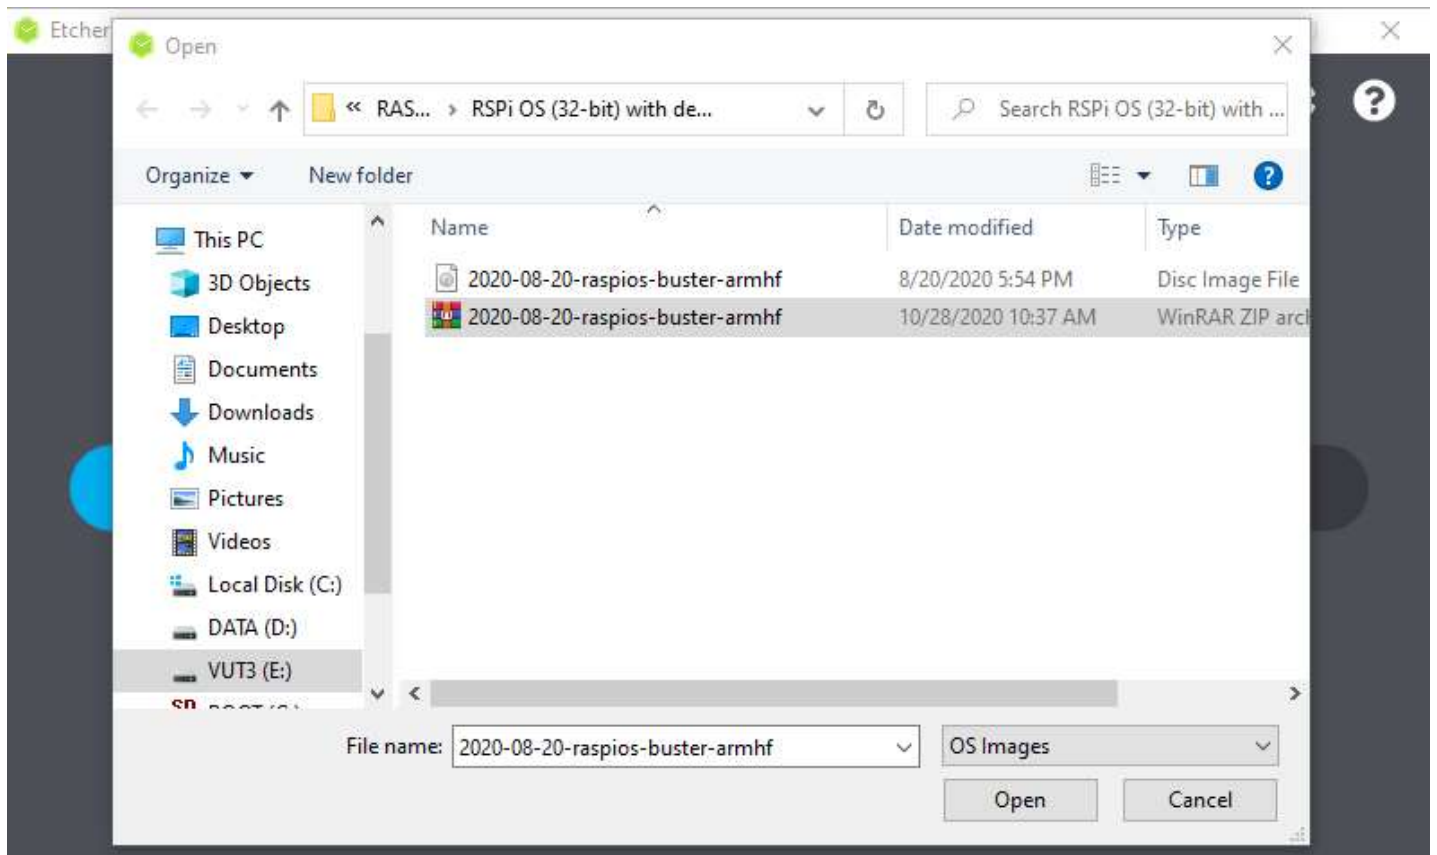 Etcher
Open
« RAS... › RSPi OS (32-bit) with de...
Search RSPi OS (32-bit) with ...
Organize
New folder
Name
Date modified
Type
This PC
3D Objects
Desktop
Documents
Downloads
Music
Pictures
Videos
Local Disk (C:)
DATA (D:)
VUT3 (E:)
2020-08-20-raspios-buster-armhf 8/20/2020 5:54 PM Disc Image File
2020-08-20-raspios-buster-armhf 10/28/2020 10:37 AM WinRAR ZIP arc
File name: 2020-08-20-raspios-buster-armhf
OS Images
Open
Cancel